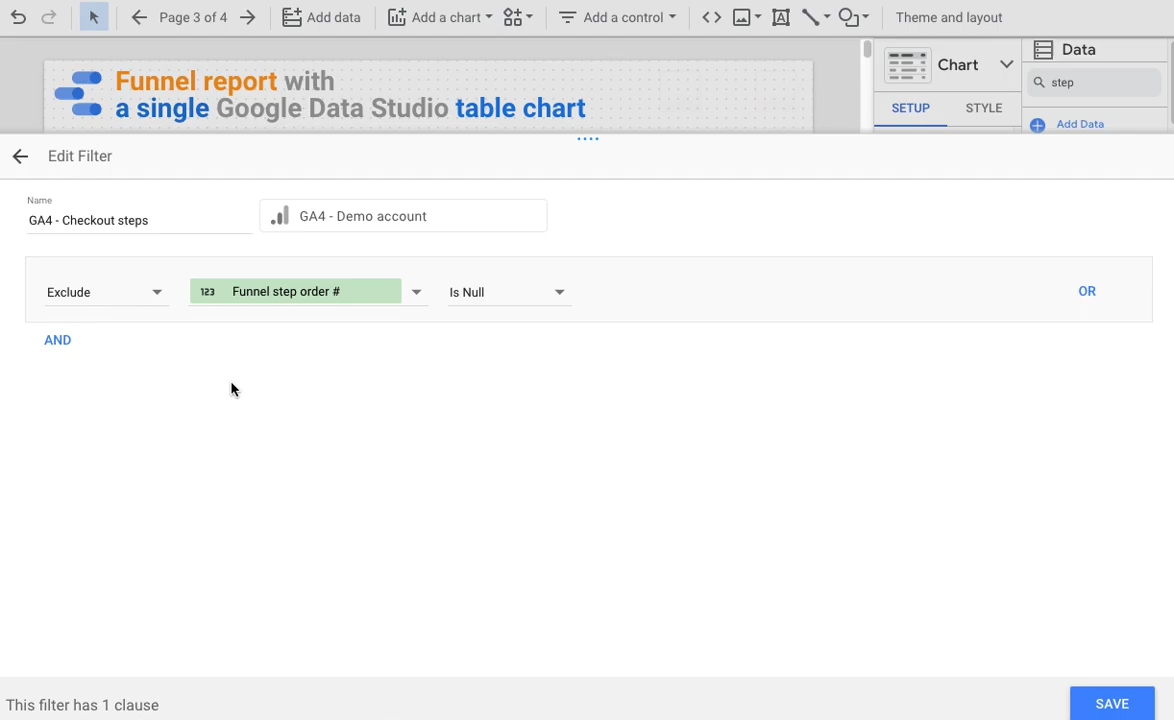 Page 3 of 4 Add data Add a chart Add a control Theme and layout
Funnel report with
a single Google Data Studio table chart
Chart
SETUP STYLE
Data
step
Add Data
Edit Filter
Name
GA4 - Checkout steps
GA4 - Demo account
Exclude 123 Funnel step order # Is Null OR
AND
This filter has 1 clause SAVE